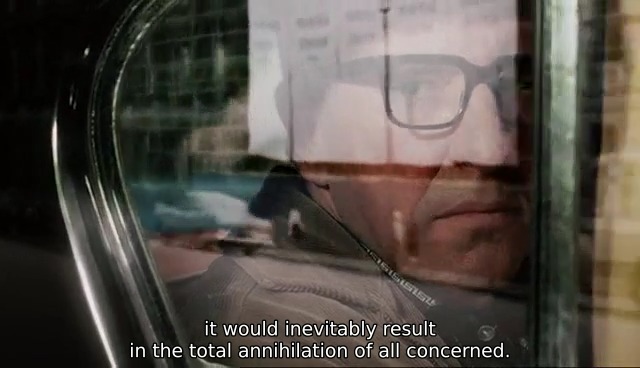 it would inevitably result
in the total annihilation of all concerned.